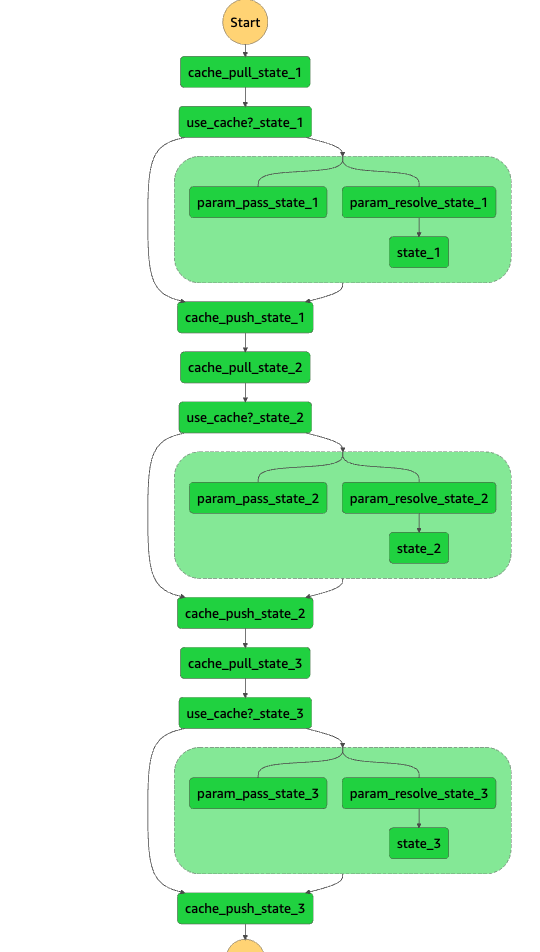 Start
cache_pull_state_1
use_cache?_state_1
param_pass_state_1
param_resolve_state_1
state_1
cache_push_state_1
cache_pull_state_2
use_cache?_state_2
param_pass_state_2
param_resolve_state_2
state_2
cache_push_state_2
cache_pull_state_3
use_cache?_state_3
param_pass_state_3
param_resolve_state_3
state_3
cache_push_state_3